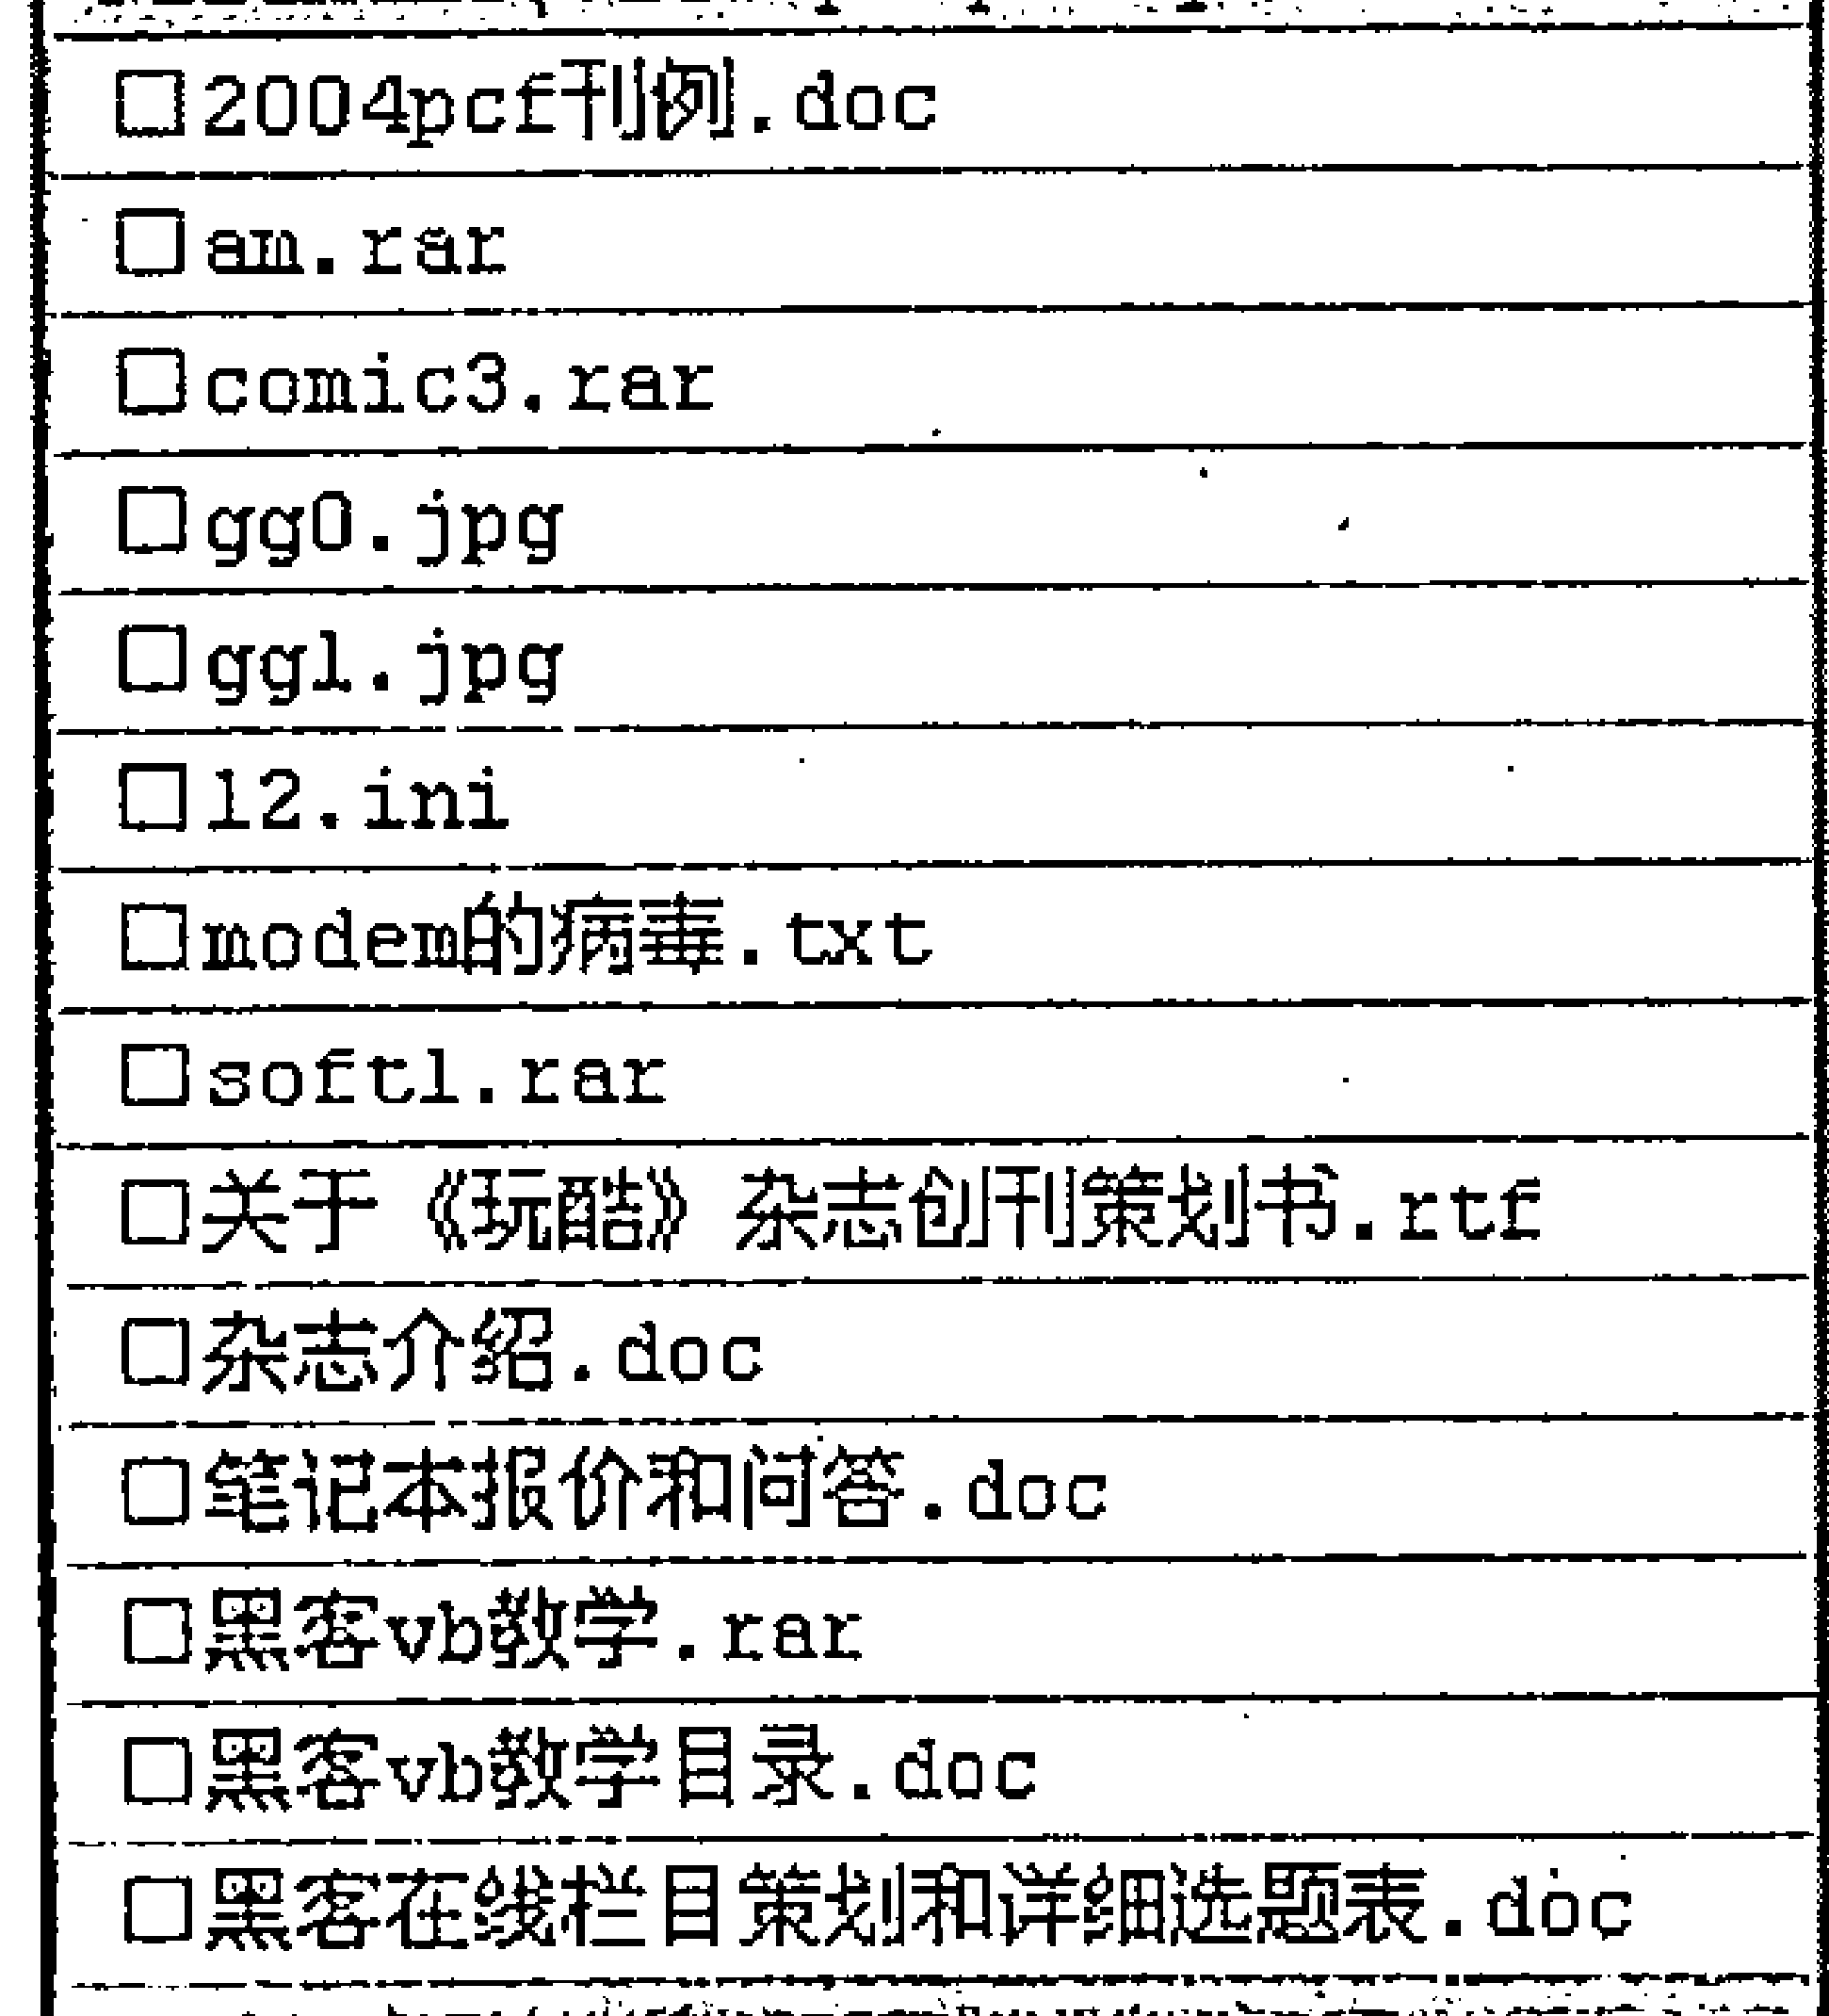 2004pcf刊例.doc
am.rar
comic3.rar
gg0.jpg
gg1.jpg
l2.ini
modem的病毒.txt
soft1.rar
关于《玩酷》杂志创刊策划书.rtf
杂志介绍.doc
笔记本报价和问答.doc
黑客vb教学.rar
黑客vb教学目录.doc
黑客在线栏目策划和详细选题表.doc